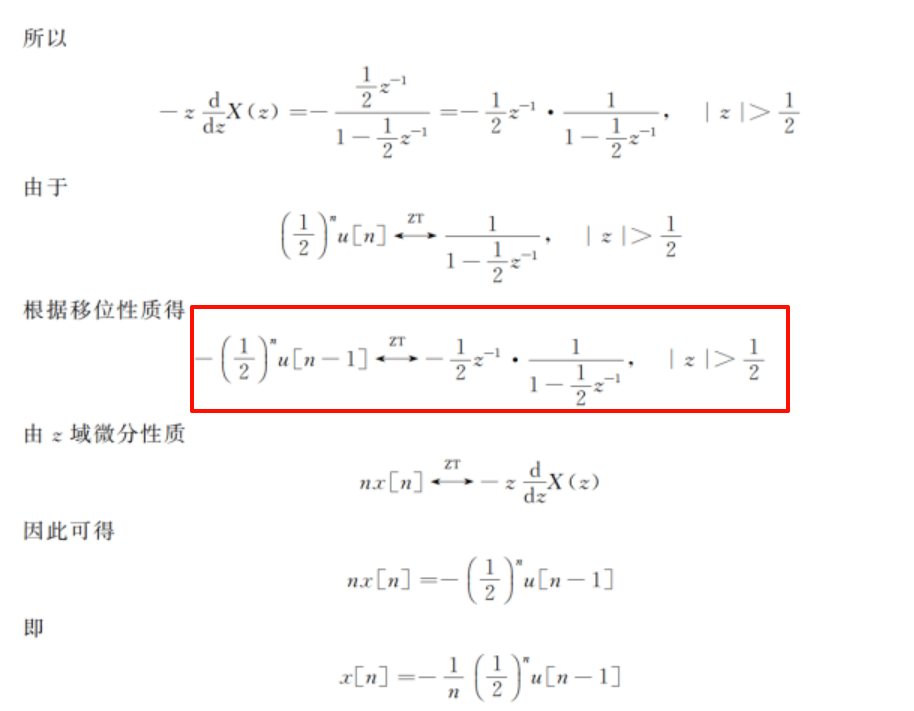 所以
$-z\frac{\mathrm{d}}{\mathrm{d}z}X(z)=-\frac{\frac{1}{2}z^{-1}}{1-\frac{1}{2}z^{-1}}=-\frac{1}{2}z^{-1}\cdot\frac{1}{1-\frac{1}{2}z^{-1}},\quad |z|>\frac{1}{2}$
由于
$\left(\frac{1}{2}\right)^n u[n]\overset{ZT}{\longleftrightarrow}\frac{1}{1-\frac{1}{2}z^{-1}},\quad |z|>\frac{1}{2}$
根据移位性质得
$-\left(\frac{1}{2}\right)^n u[n-1]\overset{ZT}{\longleftrightarrow}-\frac{1}{2}z^{-1}\cdot\frac{1}{1-\frac{1}{2}z^{-1}},\quad |z|>\frac{1}{2}$
由 z 域微分性质
$nx[n]\overset{ZT}{\longleftrightarrow}-z\frac{\mathrm{d}}{\mathrm{d}z}X(z)$
因此可得
$nx[n]=-\left(\frac{1}{2}\right)^n u[n-1]$
即
$x[n]=-\frac{1}{n}\left(\frac{1}{2}\right)^n u[n-1]$